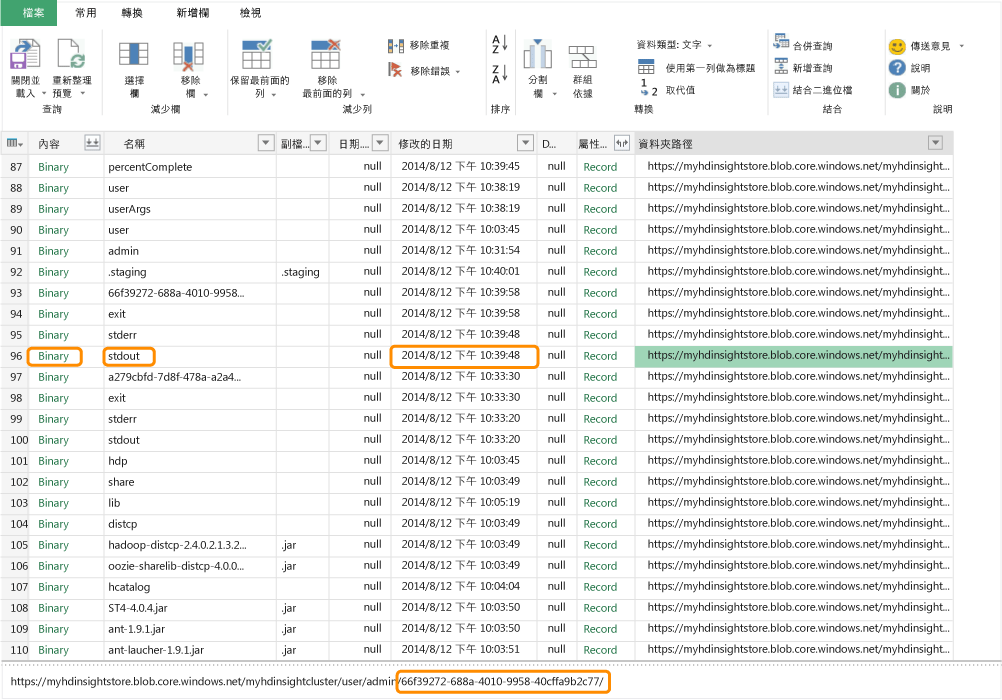 檔案 常用 轉換 新增欄 檢視
關閉並 載入 重新整理 預覽
查詢
選擇 欄 移除 欄
減少欄
保留最前面的 列 移除 最前面的 列 移除重複 移除錯誤
減少列
A Z Z A
排序
分割 欄 群組 依據 資料類型: 文字 使用第一列做為標題 1 2 取代值
轉換
合併查詢 新增查詢 結合二進位檔
結合
傳送意見 說明 關於
說明
內容 名稱 副檔... 日期.... 修改的日期 D... 屬性... 資料夾路徑
87 Binary percentComplete null 2014/8/12 下午 10:39:45 null Record https://myhdinsightstore.blob.core.windows.net/myhdinsight...
88 Binary user null 2014/8/12 下午 10:38:19 null Record https://myhdinsightstore.blob.core.windows.net/myhdinsight...
89 Binary userArgs null 2014/8/12 下午 10:38:19 null Record https://myhdinsightstore.blob.core.windows.net/myhdinsight...
90 Binary user null 2014/8/12 下午 10:03:45 null Record https://myhdinsightstore.blob.core.windows.net/myhdinsight...
91 Binary admin null 2014/8/12 下午 10:31:54 null Record https://myhdinsightstore.blob.core.windows.net/myhdinsight...
92 Binary .staging .staging null 2014/8/12 下午 10:40:01 null Record https://myhdinsightstore.blob.core.windows.net/myhdinsight...
93 Binary 66f39272-688a-4010-9958... null 2014/8/12 下午 10:39:58 null Record https://myhdinsightstore.blob.core.windows.net/myhdinsight...
94 Binary exit null 2014/8/12 下午 10:39:58 null Record https://myhdinsightstore.blob.core.windows.net/myhdinsight...
95 Binary stderr null 2014/8/12 下午 10:39:48 null Record https://myhdinsightstore.blob.core.windows.net/myhdinsight...
96 Binary stdout null 2014/8/12 下午 10:39:48 null Record https://myhdinsightstore.blob.core.windows.net/myhdinsight...
97 Binary a279cbfd-7d8f-478a-a2a4... null 2014/8/12 下午 10:33:30 null Record https://myhdinsightstore.blob.core.windows.net/myhdinsight...
98 Binary exit null 2014/8/12 下午 10:33:30 null Record https://myhdinsightstore.blob.core.windows.net/myhdinsight...
99 Binary stderr null 2014/8/12 下午 10:33:20 null Record https://myhdinsightstore.blob.core.windows.net/myhdinsight...
100 Binary stdout null 2014/8/12 下午 10:33:20 null Record https://myhdinsightstore.blob.core.windows.net/myhdinsight...
101 Binary hdp null 2014/8/12 下午 10:03:45 null Record https://myhdinsightstore.blob.core.windows.net/myhdinsight...
102 Binary share null 2014/8/12 下午 10:03:49 null Record https://myhdinsightstore.blob.core.windows.net/myhdinsight...
103 Binary lib null 2014/8/12 下午 10:05:19 null Record https://myhdinsightstore.blob.core.windows.net/myhdinsight...
104 Binary distcp null 2014/8/12 下午 10:03:49 null Record https://myhdinsightstore.blob.core.windows.net/myhdinsight...
105 Binary hadoop-distcp-2.4.0.2.1.3.2... .jar null 2014/8/12 下午 10:03:49 null Record https://myhdinsightstore.blob.core.windows.net/myhdinsight...
106 Binary oozie-sharelib-distcp-4.0.0... .jar null 2014/8/12 下午 10:03:49 null Record https://myhdinsightstore.blob.core.windows.net/myhdinsight...
107 Binary hcatalog null 2014/8/12 下午 10:04:04 null Record https://myhdinsightstore.blob.core.windows.net/myhdinsight...
108 Binary ST4-4.0.4.jar .jar null 2014/8/12 下午 10:03:50 null Record https://myhdinsightstore.blob.core.windows.net/myhdinsight...
109 Binary ant-1.9.1.jar .jar null 2014/8/12 下午 10:03:50 null Record https://myhdinsightstore.blob.core.windows.net/myhdinsight...
110 Binary ant-laucher-1.9.1.jar .jar null 2014/8/12 下午 10:03:51 null Record https://myhdinsightstore.blob.core.windows.net/myhdinsight...
https://myhdinsightstore.blob.core.windows.net/myhdinsightcluster/user/admin/66f39272-688a-4010-9958-40cffa9b2c77/